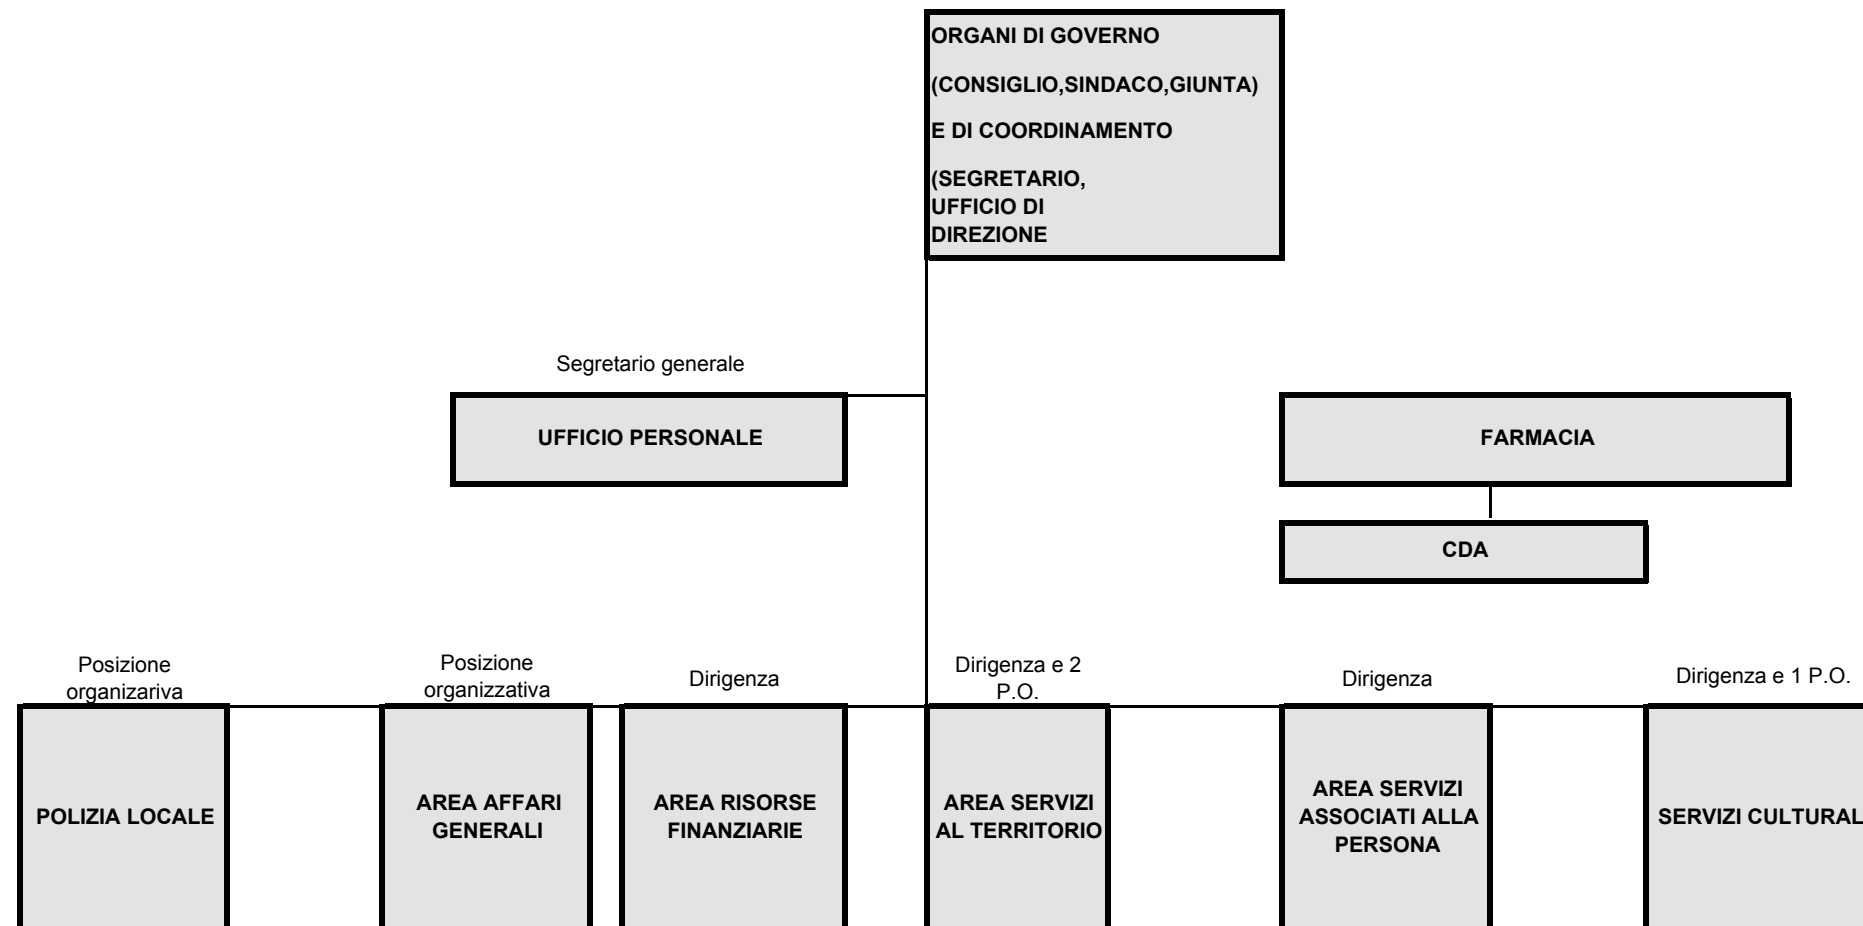 ORGANI DI GOVERNO
(CONSIGLIO,SINDACO,GIUNTA)
E DI COORDINAMENTO
(SEGRETARIO,
UFFICIO DI
DIREZIONE
Segretario generale
UFFICIO PERSONALE
FARMACIA
CDA
Posizione
organizariva
Posizione
organizzativa
Dirigenza
Dirigenza e 2
P.O.
Dirigenza
Dirigenza e 1 P.O.
POLIZIA LOCALE
AREA AFFARI
GENERALI
AREA RISORSE
FINANZIARIE
AREA SERVIZI
AL TERRITORIO
AREA SERVIZI
ASSOCIATI ALLA
PERSONA
SERVIZI CULTURAL